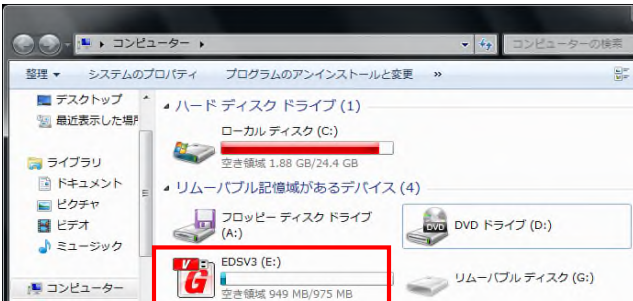 コンピューター
コンピューターの検索
整理 システムのプロパティ プログラムのアンインストールと変更 »
デスクトップ
最近表示した場
ライブラリ
ドキュメント
ピクチャ
ビデオ
ミュージック
コンピューター
ハード ディスク ドライブ (1)
ローカル ディスク (C:)
空き領域 1.88 GB/24.4 GB
リムーバブル記憶域があるデバイス (4)
フロッピー ディスク ドライブ
(A:)
DVD
DVD ドライブ (D:)
V
G
EDSV3 (E:)
空き領域 949 MB/975 MB
リムーバブル ディスク (G:)